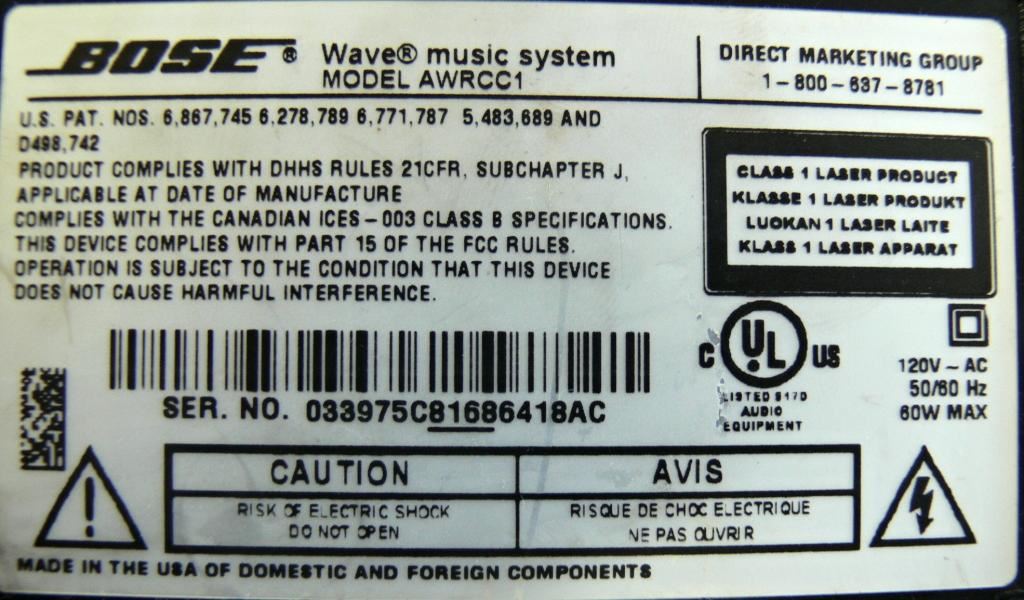 BOSE® Wave® music system
MODEL AWRCC1
DIRECT MARKETING GROUP
1-800-637-8781
U.S. PAT. NOS. 6,867,745 6,278,789 6,771,787 5,483,689 AND
D498,742
PRODUCT COMPLIES WITH DHHS RULES 21CFR, SUBCHAPTER J,
APPLICABLE AT DATE OF MANUFACTURE
COMPLIES WITH THE CANADIAN ICES-003 CLASS B SPECIFICATIONS.
THIS DEVICE COMPLIES WITH PART 15 OF THE FCC RULES.
OPERATION IS SUBJECT TO THE CONDITION THAT THIS DEVICE
DOES NOT CAUSE HARMFUL INTERFERENCE.
CLASS 1 LASER PRODUCT
KLASSE 1 LASER PRODUKT
LUOKAN 1 LASER LAITE
KLASS 1 LASER APPARAT
C UL US
LISTED 917D
AUDIO
EQUIPMENT
120V ~ AC
50/60 Hz
60W MAX
SER. NO. 033975C81686418AC
CAUTION
RISK OF ELECTRIC SHOCK
DO NOT OPEN
AVIS
RISQUE DE CHOC ELECTRIQUE
NE PAS OUVRIR
MADE IN THE USA OF DOMESTIC AND FOREIGN COMPONENTS